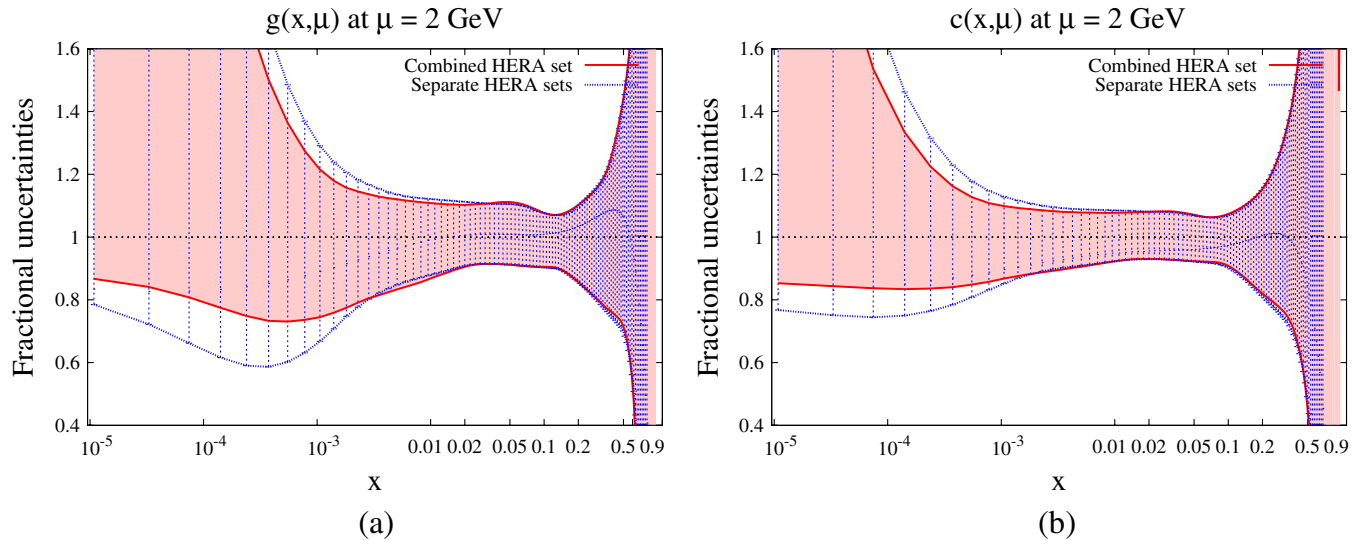 g(x,μ) at μ = 2 GeV
Fractional uncertainties
1.6
1.4
1.2
1
0.8
0.6
0.4
Combined HERA set
Separate HERA sets
10^-5 10^-4 10^-3 0.01 0.02 0.05 0.1 0.2 0.5 0.9
x
(a)
c(x,μ) at μ = 2 GeV
Fractional uncertainties
1.6
1.4
1.2
1
0.8
0.6
0.4
Combined HERA set
Separate HERA sets
10^-5 10^-4 10^-3 0.01 0.02 0.05 0.1 0.2 0.5 0.9
x
(b)